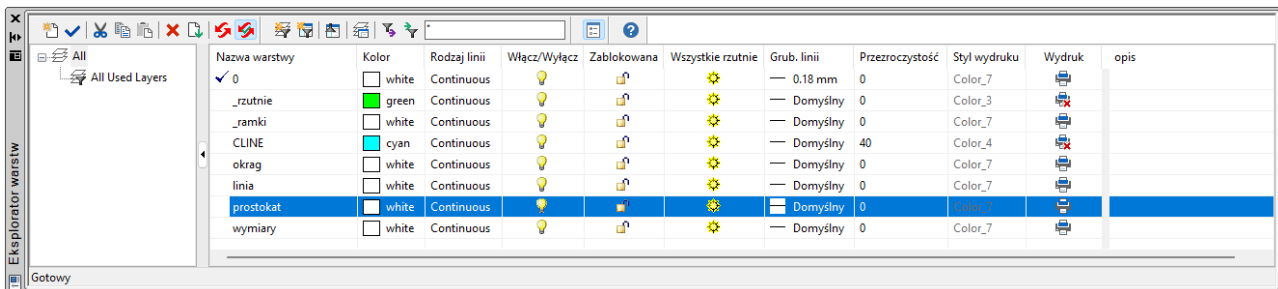 *
All
All Used Layers
Nazwa warstwy Kolor Rodzaj linii Włącz/Wyłącz Zablokowana Wszystkie rzutnie Grub. linii Przezroczystość Styl wydruku Wydruk opis
0 white Continuous 0.18 mm 0 Color_7
_rzutnie green Continuous Domyślny 0 Color_3
_ramki white Continuous Domyślny 0 Color_7
CLINE cyan Continuous Domyślny 40 Color_4
okrag white Continuous Domyślny 0 Color_7
linia white Continuous Domyślny 0 Color_7
prostokat white Continuous Domyślny 0 Color_7
wymiary white Continuous Domyślny 0 Color_7
Eksplorator warstw
Gotowy